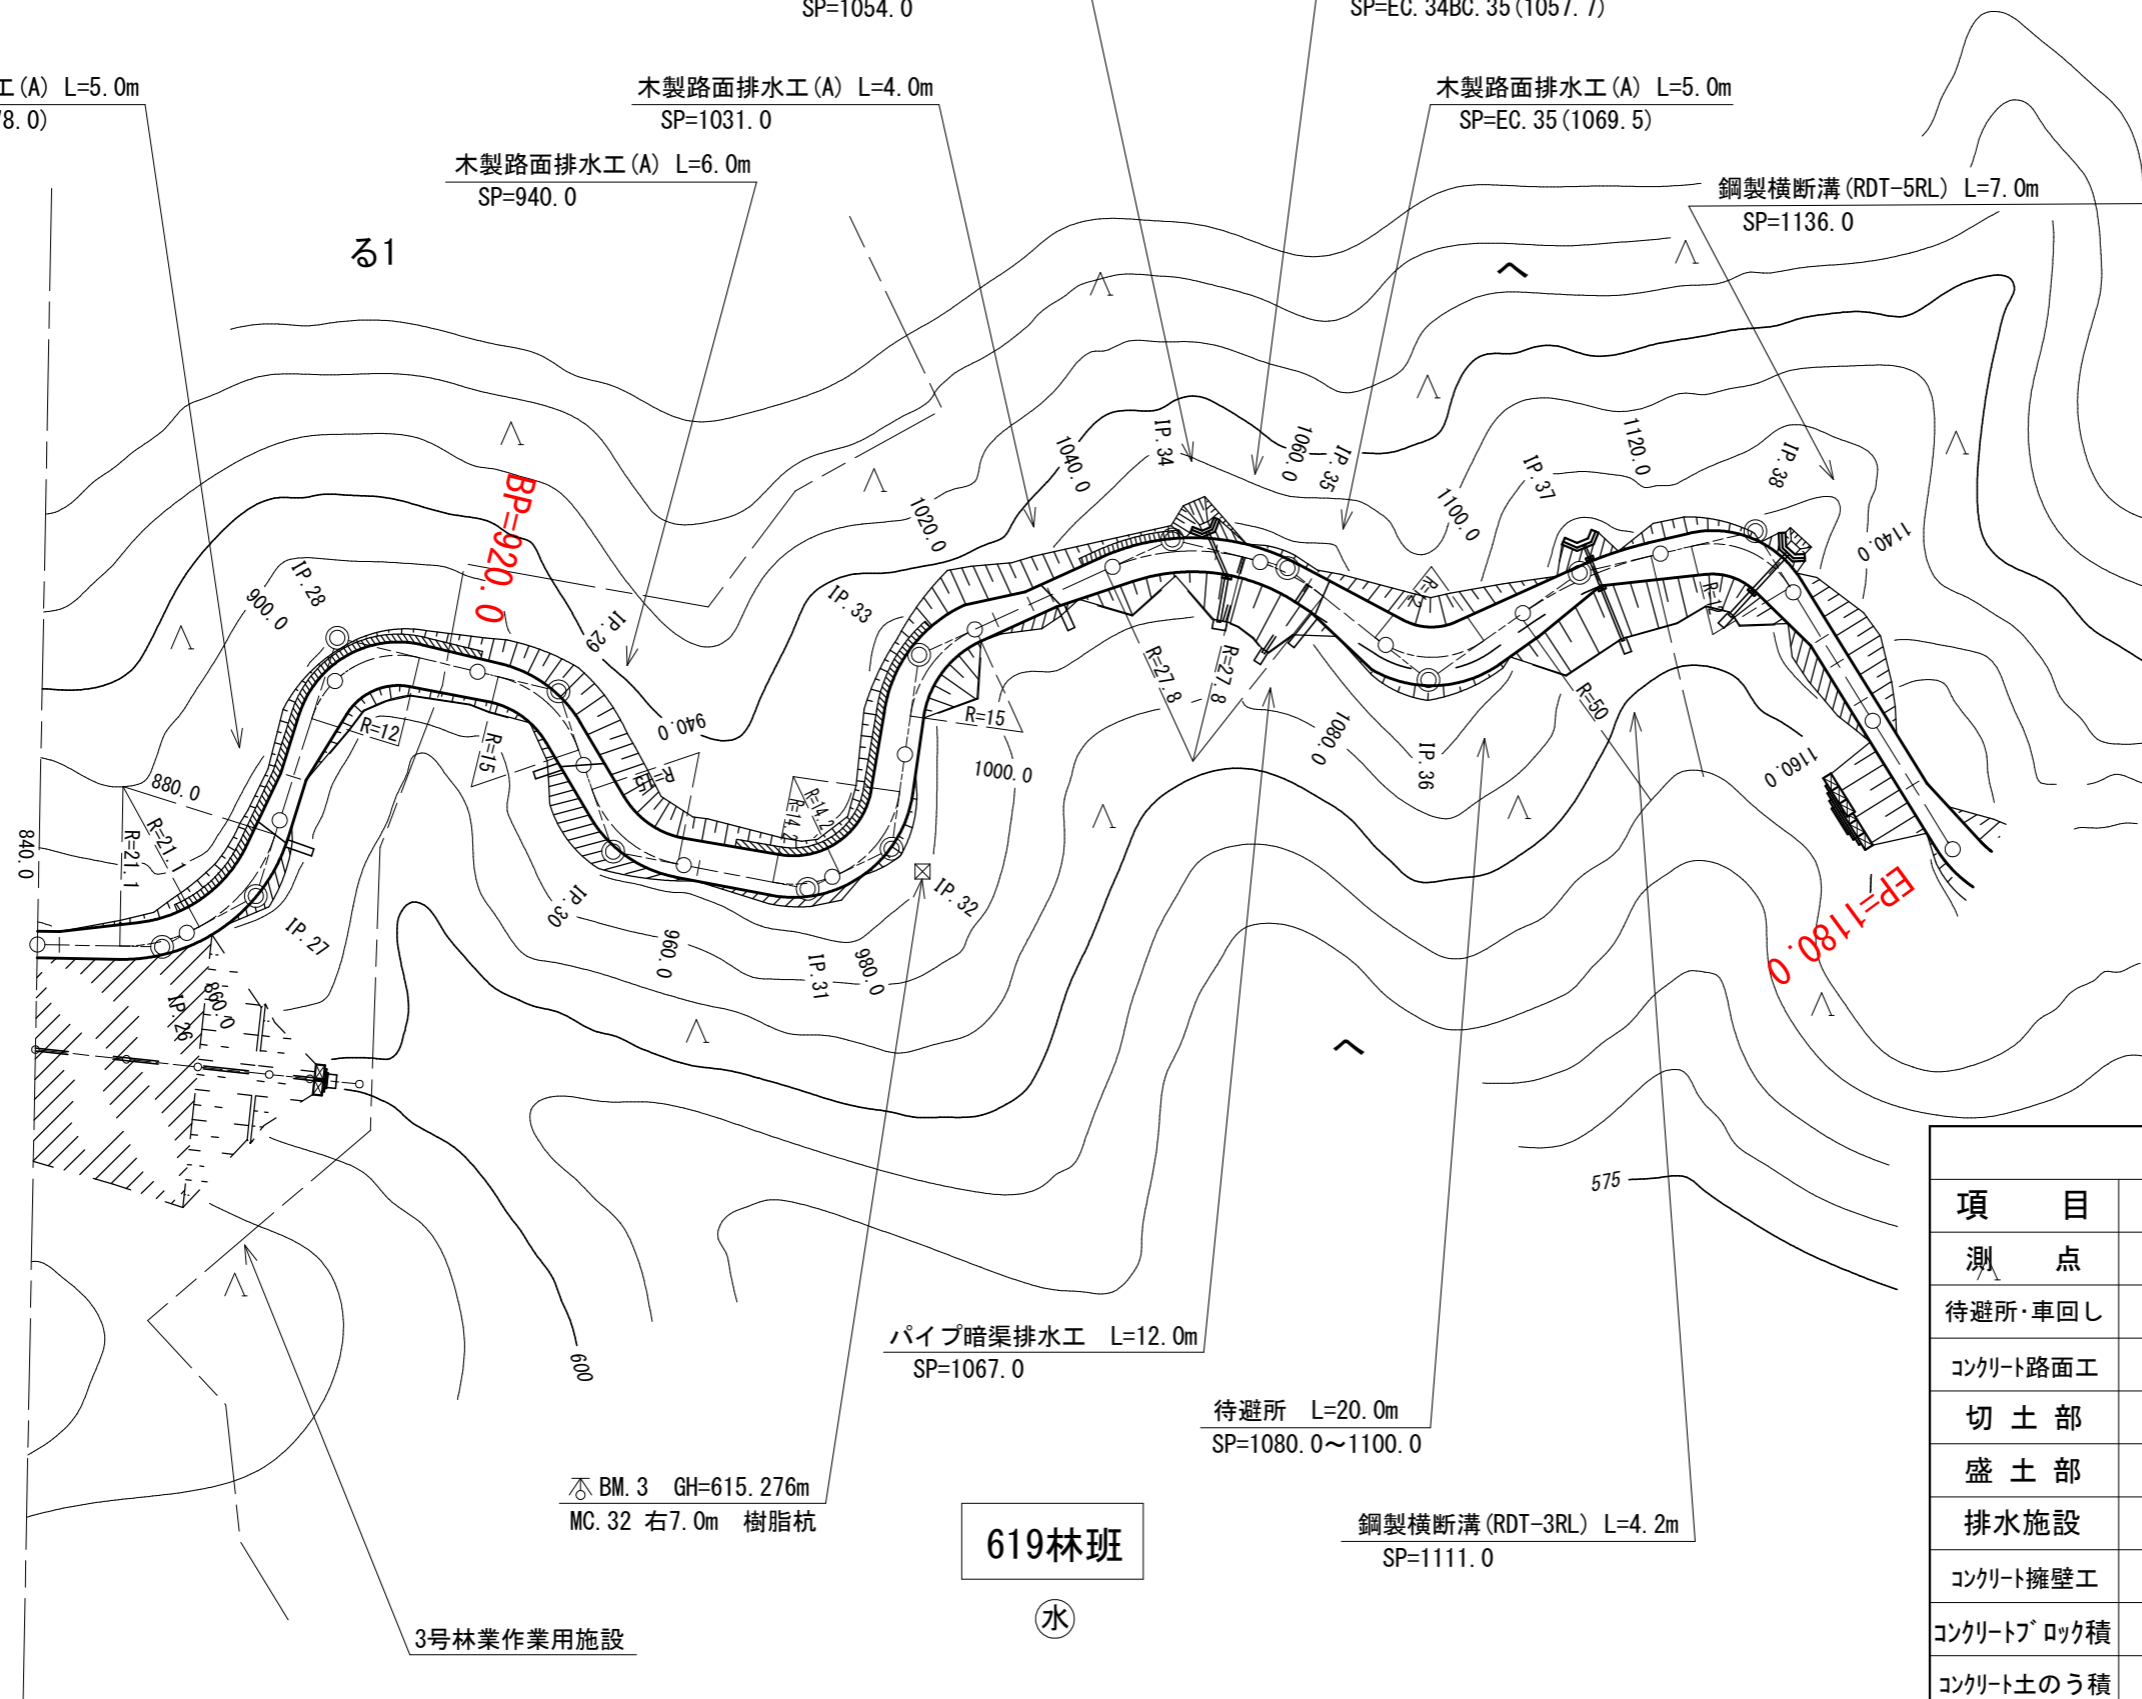 SP=1054.0
SP=EC.34BC.35(1057.7)
工(A) L=5.0m
78.0)
木製路面排水工(A) L=4.0m
SP=1031.0
木製路面排水工(A) L=5.0m
SP=EC.35(1069.5)
木製路面排水工(A) L=6.0m
SP=940.0
鋼製横断溝(RDT-5RL) L=7.0m
SP=1136.0
る1
へ
BP=920.0
IP.28
900.0
IP.29
940.0
IP.33
1020.0
1040.0
IP.34
1060.0
IP.35
1100.0
IP.37
1120.0
IP.38
1140.0
R=12
R=15
R=15
R=14.2
R=14.2
R=15
R=27.8
R=27.8
R=50
880.0
R=21.1
R=21.1
840.0
1000.0
1080.0
IP.36
1160.0
EP=1180.0
IP.27
IP.26
860.0
IP.30
960.0
IP.31
980.0
IP.32
へ
575
600
パイプ暗渠排水工 L=12.0m
SP=1067.0
待避所 L=20.0m
SP=1080.0～1100.0
BM.3 GH=615.276m
MC.32 右7.0m 樹脂杭
619林班
水
鋼製横断溝(RDT-3RL) L=4.2m
SP=1111.0
3号林業作業用施設
項 目
測 点
待避所･車回し
ｺﾝｸﾘｰﾄ路面工
切 土 部
盛 土 部
排水施設
ｺﾝｸﾘｰﾄ擁壁工
ｺﾝｸﾘｰﾄﾌﾞﾛｯｸ積
ｺﾝｸﾘｰﾄ土のう積